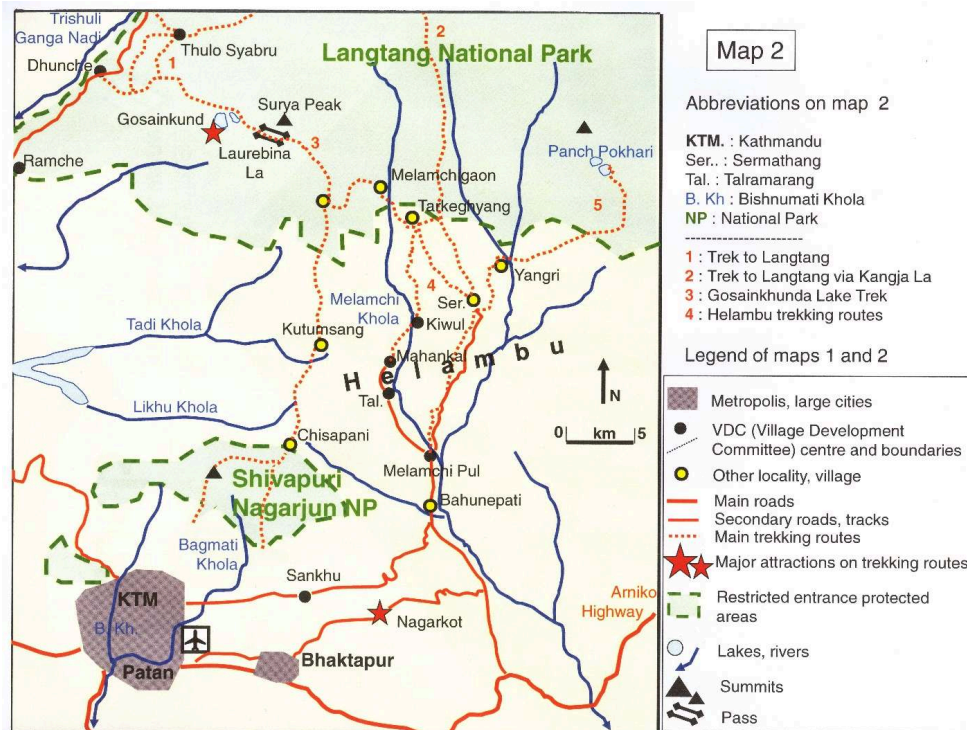 Trishuli
Ganga Nadi
Thulo Syabru
Dhunche
1
2
Langtang National Park
Surya Peak
Gosainkund
Laurebina
La
3
Ramche
Melamchigaon
Tarkeghyang
Panch Pokhari
5
Yangri
4
Ser.
Melamchi
Khola
Kiwul
Tadi Khola
Kutumsang
Mahankal
Helambu
Tal.
N
0 km 5
Likhu Khola
Chisapani
Melamchi Pul
Shivapuri
Nagarjun NP
Bahunepati
Bagmati
Khola
Sankhu
KTM
B. Kh.
Nagarkot
Arniko
Highway
Bhaktapur
Patan
Map 2
Abbreviations on map 2
KTM. : Kathmandu
Ser.. : Sermathang
Tal. : Talramarang
B. Kh : Bishnumati Khola
NP : National Park
----------------------
1 : Trek to Langtang
2 : Trek to Langtang via Kangja La
3 : Gosainkhunda Lake Trek
4 : Helambu trekking routes
Legend of maps 1 and 2
Metropolis, large cities
VDC (Village Development
Committee) centre and boundaries
Other locality, village
Main roads
Secondary roads, tracks
Main trekking routes
Major attractions on trekking routes
Restricted entrance protected
areas
Lakes, rivers
Summits
Pass